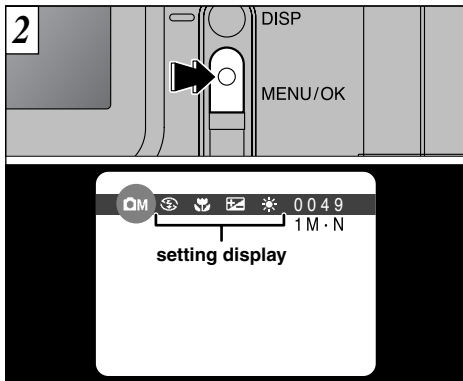 2
DISP
MENU/OK
M 0049
1M·N
setting display